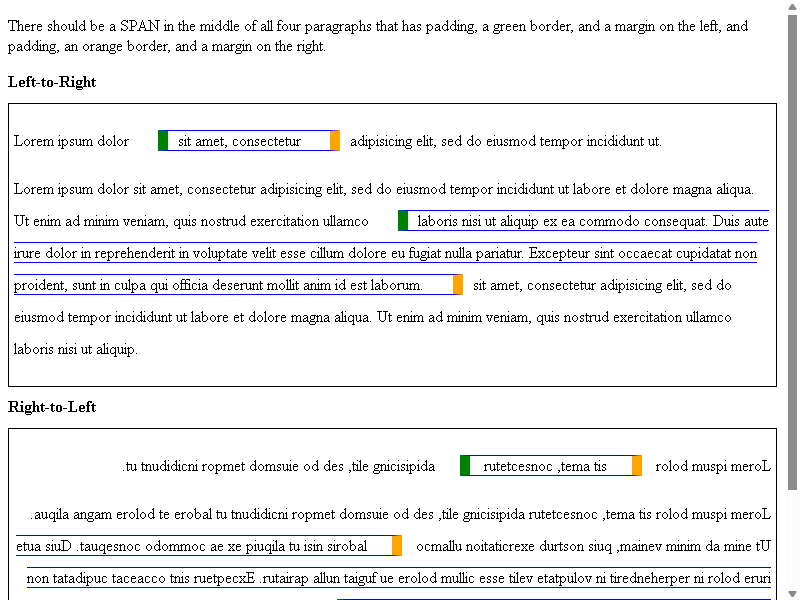 There should be a SPAN in the middle of all four paragraphs that has padding, a green border, and a margin on the left, and
padding, an orange border, and a margin on the right.
Left-to-Right
Lorem ipsum dolor sit amet, consectetur adipisicing elit, sed do eiusmod tempor incididunt ut.
Lorem ipsum dolor sit amet, consectetur adipisicing elit, sed do eiusmod tempor incididunt ut labore et dolore magna aliqua.
Ut enim ad minim veniam, quis nostrud exercitation ullamco laboris nisi ut aliquip ex ea commodo consequat. Duis aute
irure dolor in reprehenderit in voluptate velit esse cillum dolore eu fugiat nulla pariatur. Excepteur sint occaecat cupidatat non
proident, sunt in culpa qui officia deserunt mollit anim id est laborum. sit amet, consectetur adipisicing elit, sed do
eiusmod tempor incididunt ut labore et dolore magna aliqua. Ut enim ad minim veniam, quis nostrud exercitation ullamco
laboris nisi ut aliquip.
Right-to-Left
.tu tnudidicni ropmet domsuie od des ,tile gnicisipida rutetcesnoc ,tema tis rolod muspi meroL
.auqila angam erolod te erobal tu tnudidicni ropmet domsuie od des ,tile gnicisipida rutetcesnoc ,tema tis rolod muspi meroL
etua siuD .tauqesnoc odommoc ae xe piuqila tu isin sirobal ocmallu noitaticrexe durtson siuq ,mainev minim da mine tU
non tatadipuc taceacco tnis ruetpecxE .rutairap allun taiguf ue erolod mullic esse tilev etatpulov ni tiredneherper ni rolod eruri